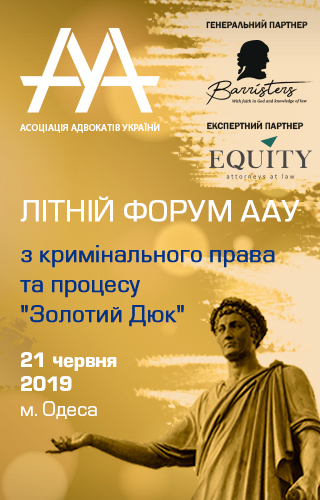 ААУ
АСОЦІАЦІЯ АДВОКАТІВ УКРАЇНИ
ГЕНЕРАЛЬНИЙ ПАРТНЕР
Barristers
With faith in God and knowledge of law
ЕКСПЕРТНИЙ ПАРТНЕР
EQUITY
attorneys at law
ЛІТНІЙ ФОРУМ ААУ
з кримінального права
та процесу
"Золотий Дюк"
21 червня
2019
м. Одеса